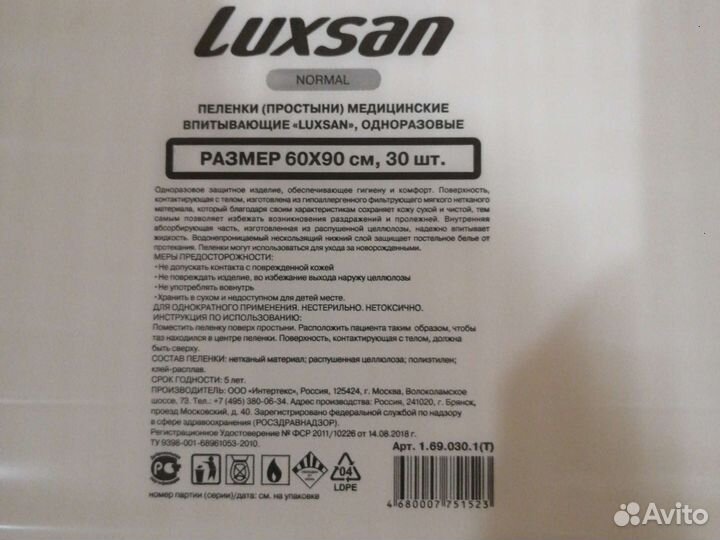 Luxsan
NORMAL
ПЕЛЕНКИ (ПРОСТЫНИ) МЕДИЦИНСКИЕ
ВПИТЫВАЮЩИЕ «LUXSAN», ОДНОРАЗОВЫЕ
РАЗМЕР 60Х90 см, 30 шт.
Одноразовое защитное изделие, обеспечивающее гигиену и комфорт. Поверхность,
контактирующая с телом, изготовлена из гипоаллергенного фильтрующего мягкого нетканого
материала, который благодаря своим характеристикам сохраняет кожу сухой и чистой, тем
самым позволяет избежать возникновения раздражений и пролежней. Внутренняя
абсорбирующая часть, изготовленная из распушенной целлюлозы, надежно впитывает
жидкость. Водонепроницаемый нескользящий нижний слой защищает постельное белье от
протекания. Пеленки могут использоваться для ухода за новорожденными.
МЕРЫ ПРЕДОСТОРОЖНОСТИ:
•Не допускать контакта с поврежденной кожей
•Не повреждать изделие, во избежание выхода наружу целлюлозы
•Не употреблять вовнутрь
•Хранить в сухом и недоступном для детей месте.
ДЛЯ ОДНОКРАТНОГО ПРИМЕНЕНИЯ. НЕСТЕРИЛЬНО. НЕТОКСИЧНО.
ИНСТРУКЦИЯ ПО ИСПОЛЬЗОВАНИЮ:
Поместить пеленку поверх простыни. Расположить пациента таким образом, чтобы
таз находился в центре пеленки. Поверхность, контактирующая с телом, должна
быть сверху.
СОСТАВ ПЕЛЕНКИ: нетканый материал; распушенная целлюлоза; полиэтилен;
клей-расплав.
СРОК ГОДНОСТИ: 5 лет.
ПРОИЗВОДИТЕЛЬ: ООО «Интертекс», Россия, 125424, г. Москва, Волоколамское
шоссе, 73. Тел.: +7(495) 380-06-34. Адрес производства: Россия, 241020, г. Брянск,
проезд Московский, д. 40. Зарегистрировано федеральной службой по надзору
в сфере здравоохранения (РОСЗДРАВНАДЗОР).
Регистрационное Удостоверение № ФСР 2011/10226 от 14.08.2018 г.
ТУ 9398-001-68961053-2010.
Арт. 1.69.030.1(Т)
04
LDPE
номер партии (серии)/дата: см. на упаковке
4 680007 751523
Avito